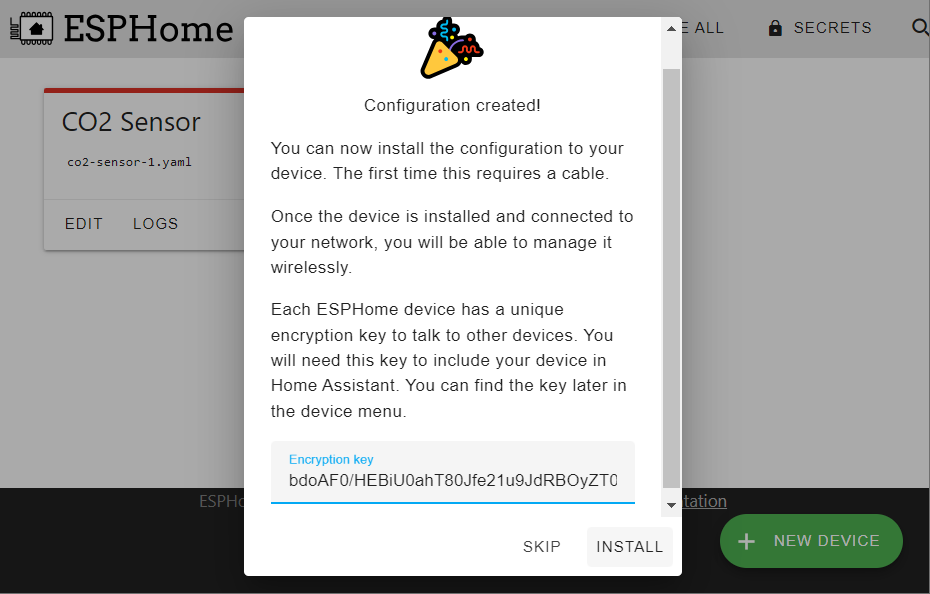 ESPHome
E ALL
SECRETS
CO2 Sensor
co2-sensor-1.yaml
EDIT
LOGS
Configuration created!
You can now install the configuration to your
device. The first time this requires a cable.
Once the device is installed and connected to
your network, you will be able to manage it
wirelessly.
Each ESPHome device has a unique
encryption key to talk to other devices. You
will need this key to include your device in
Home Assistant. You can find the key later in
the device menu.
Encryption key
bdoAF0/HEBiU0ahT80Jfe21u9JdRBOyZT0
ESPHo
tation
SKIP
INSTALL
NEW DEVICE